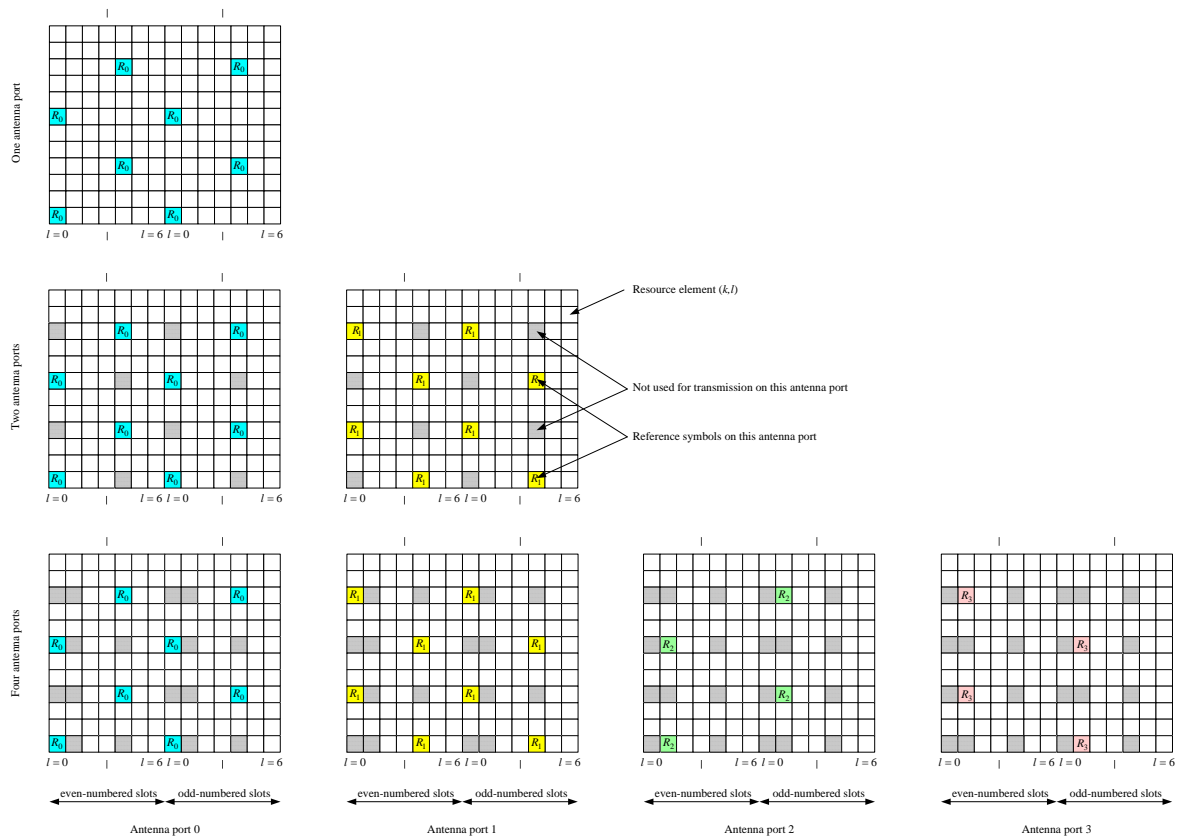 One antenna port
R0 R0
R0 R0
R0 R0
R0 R0
l = 0 l = 6 l = 0 l = 6
Two antenna ports
R0 R0
R0 R0
R0 R0
R0 R0
l = 0 l = 6 l = 0 l = 6
R1 R1
R1 R1
R1 R1
R1 R1
l = 0 l = 6 l = 0 l = 6
Resource element (k,l)
Not used for transmission on this antenna port
Reference symbols on this antenna port
Four antenna ports
R0 R0
R0 R0
R0 R0
R0 R0
l = 0 l = 6 l = 0 l = 6
even-numbered slots odd-numbered slots
Antenna port 0
R1 R1
R1 R1
R1 R1
R1 R1
l = 0 l = 6 l = 0 l = 6
even-numbered slots odd-numbered slots
Antenna port 1
R2
R2
R2
R2
l = 0 l = 6 l = 0 l = 6
even-numbered slots odd-numbered slots
Antenna port 2
R3
R3
R3
R3
l = 0 l = 6 l = 0 l = 6
even-numbered slots odd-numbered slots
Antenna port 3